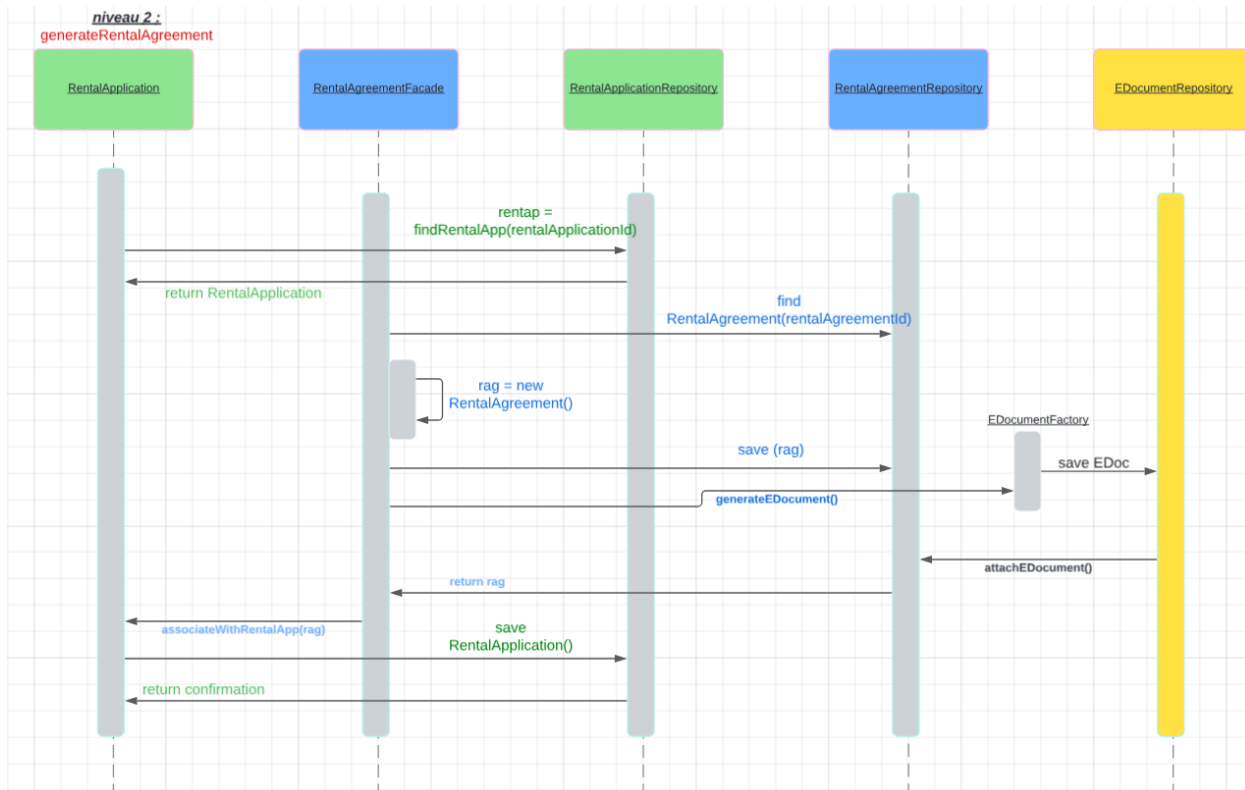 niveau 2 :
generateRentalAgreement
RentalApplication
RentalAgreementFacade
RentalApplicationRepository
RentalAgreementRepository
EDocumentRepository
rentap =
findRentalApp(rentalApplicationId)
return RentalApplication
find
RentalAgreement(rentalAgreementId)
rag = new
RentalAgreement()
EDocumentFactory
save (rag)
save EDoc
generateEDocument()
attachEDocument()
return rag
associateWithRentalApp(rag)
save
RentalApplication()
return confirmation